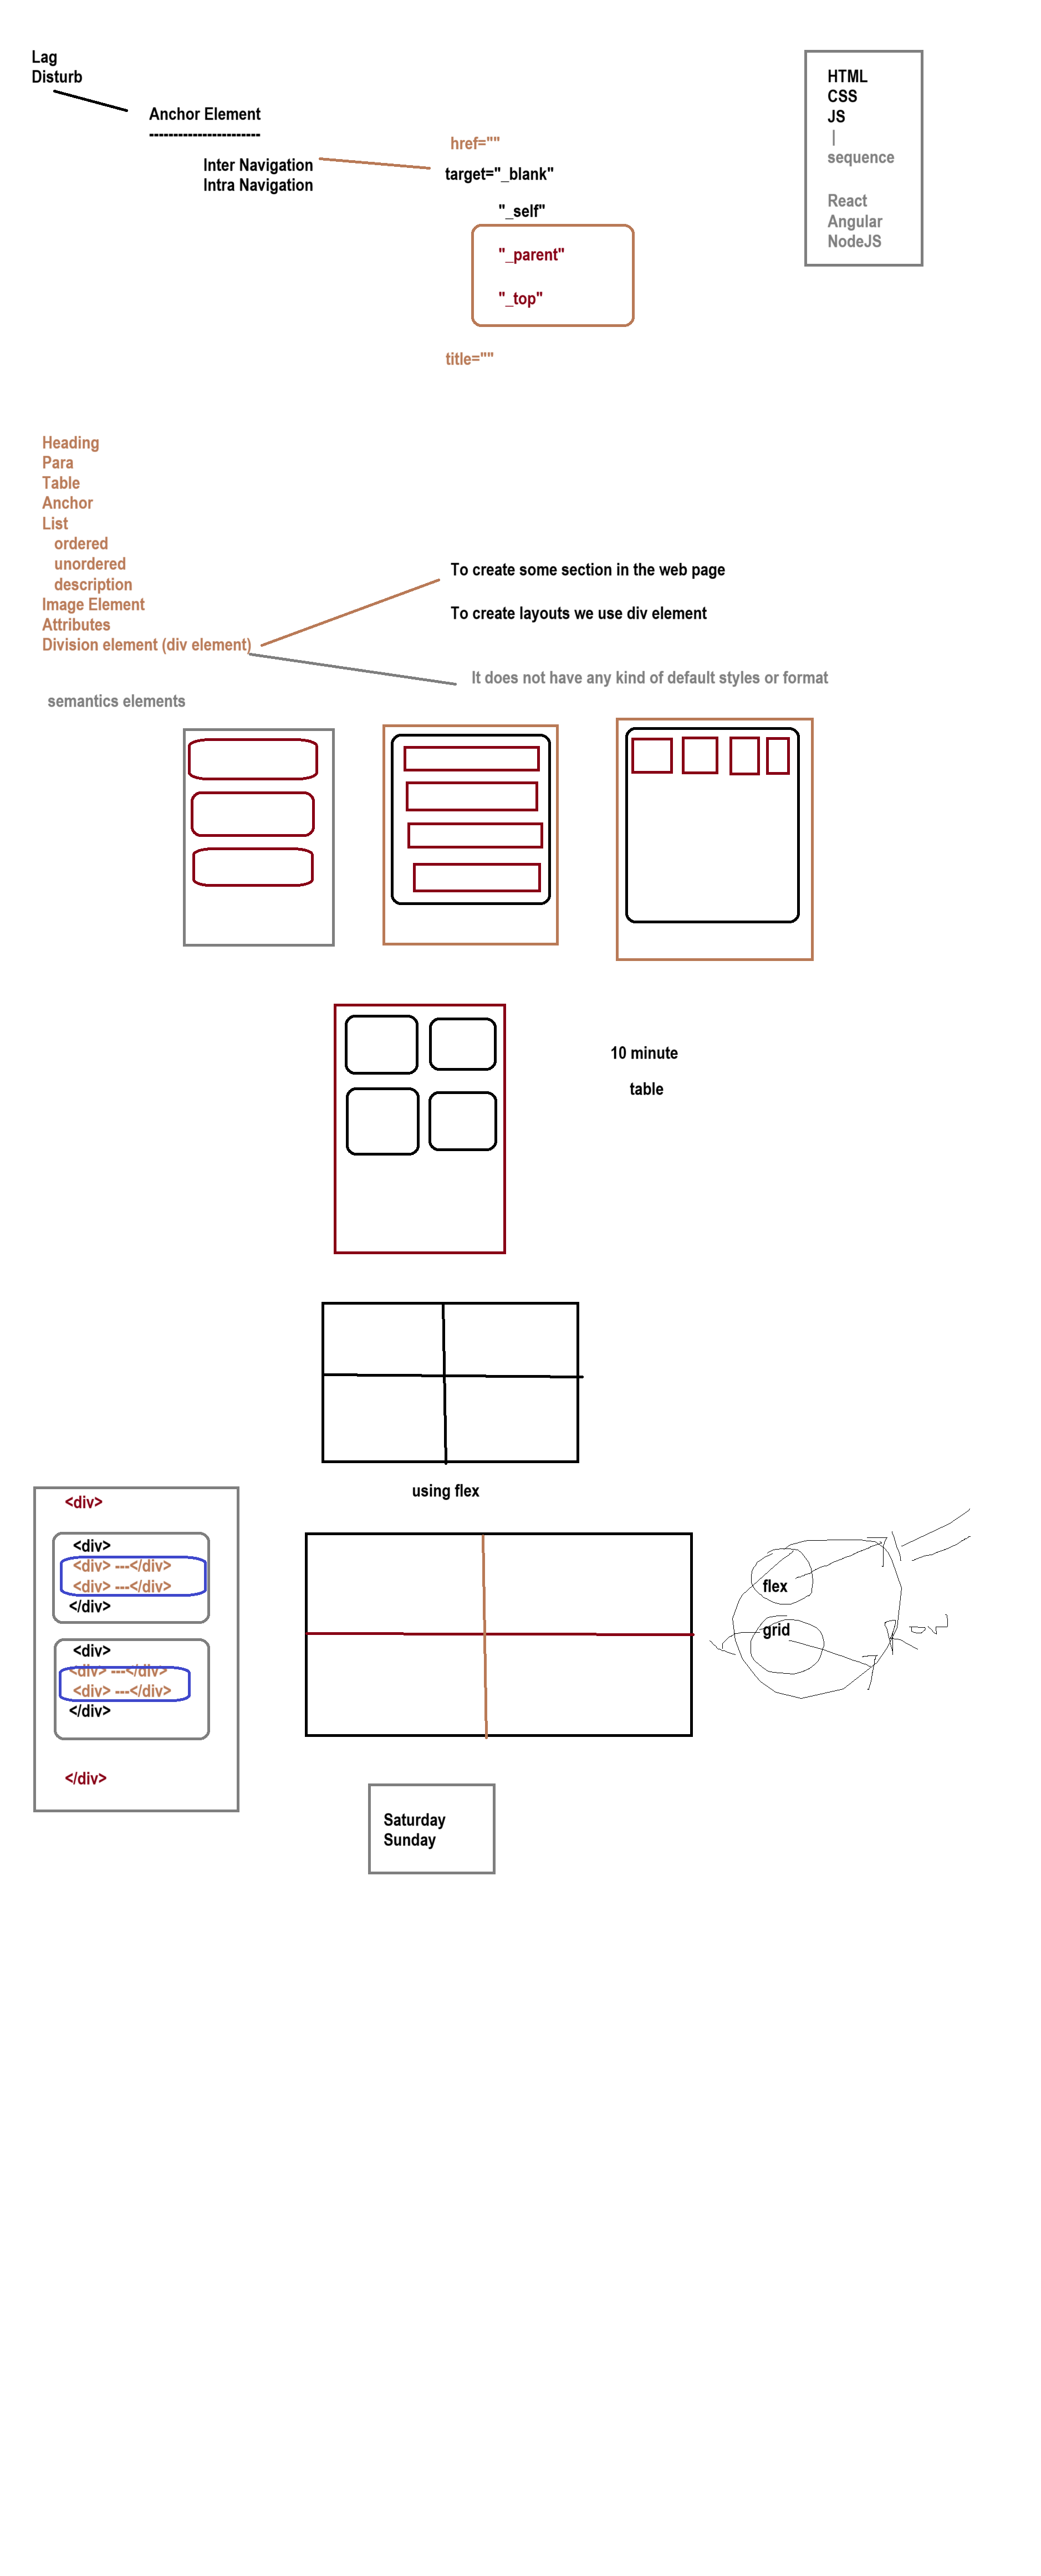 Lag
Disturb
Anchor Element
-----------------------
Inter Navigation
Intra Navigation
href=""
target="_blank"
"_self"
"_parent"
"_top"
title=""
HTML
CSS
JS
|
sequence
React
Angular
NodeJS
Heading
Para
Table
Anchor
List
ordered
unordered
description
Image Element
Attributes
Division element (div element)
To create some section in the web page
To create layouts we use div element
It does not have any kind of default styles or format
semantics elements
10 minute
table
using flex
<div>
<div>
<div> ---</div>
<div> ---</div>
</div>
<div>
<div> ---</div>
<div> ---</div>
</div>
</div>
flex
grid
Saturday
Sunday